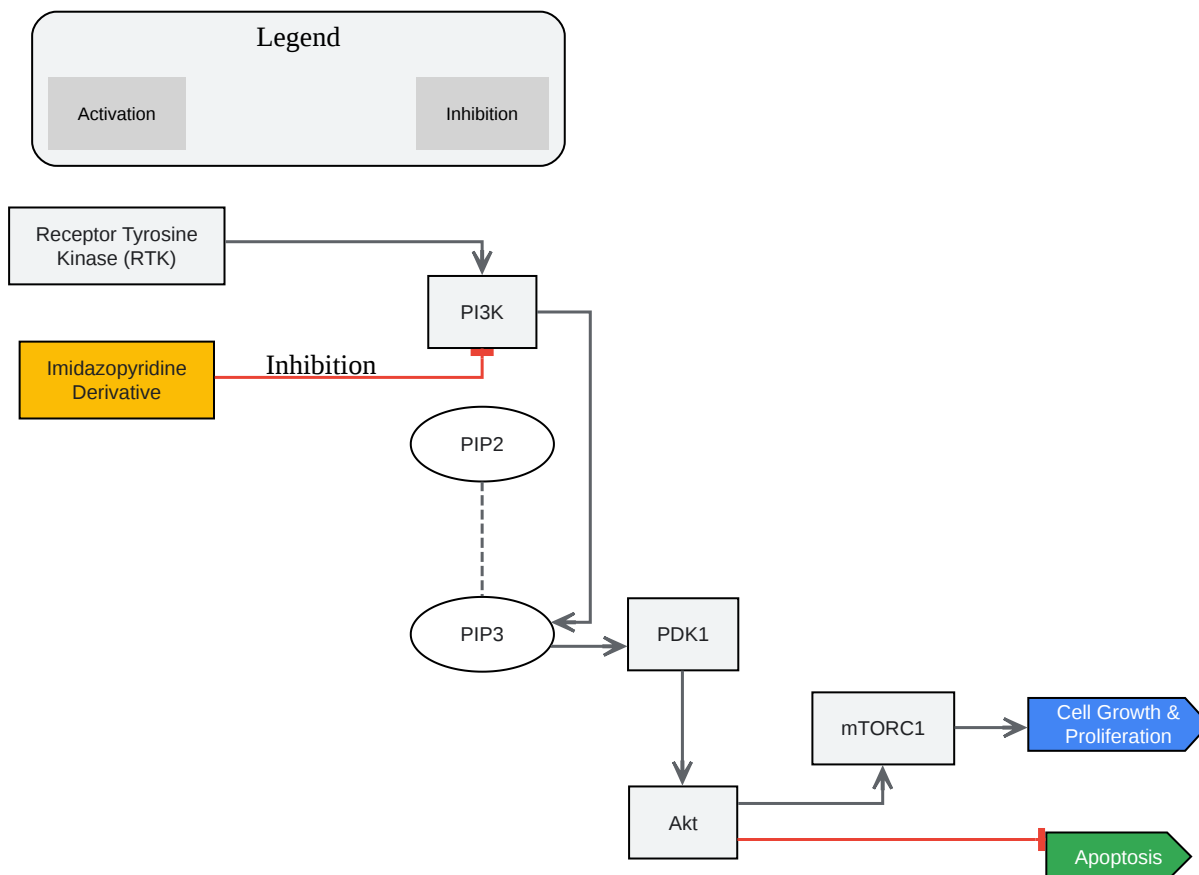 Legend
Activation
Inhibition
Receptor Tyrosine
Kinase (RTK)
PI3K
Imidazopyridine
Derivative
Inhibition
PIP2
PIP3
PDK1
mTORC1
Cell Growth &
Proliferation
Akt
Apoptosis